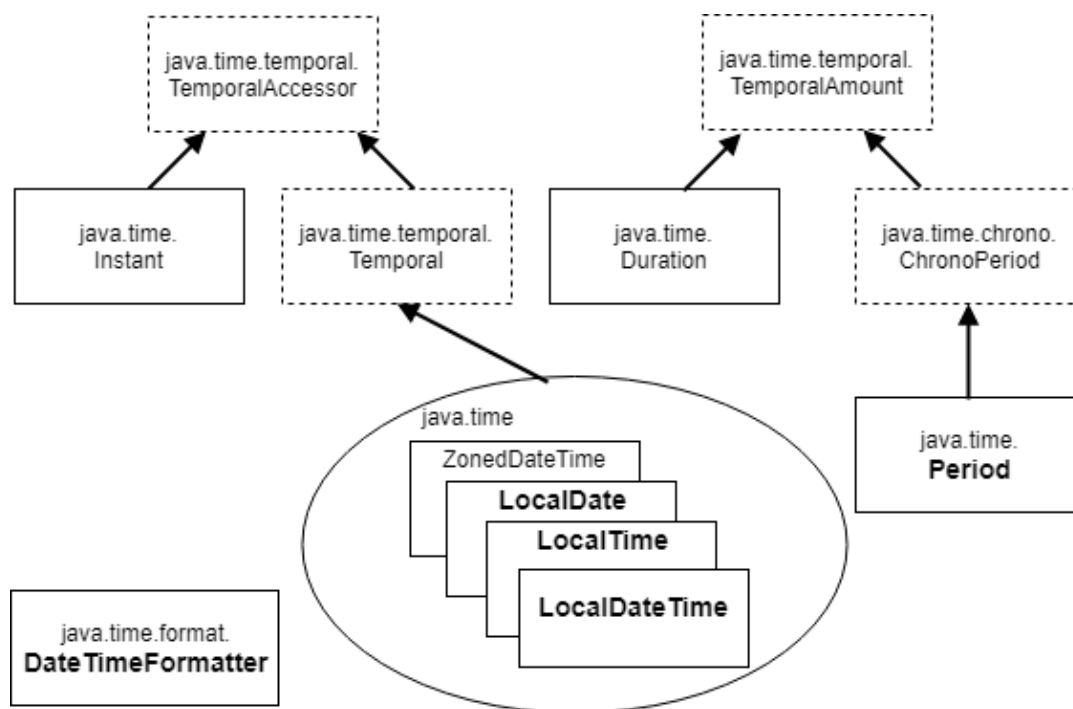 java.time.temporal.
TemporalAccessor
java.time.temporal.
TemporalAmount
java.time.
Instant
java.time.temporal.
Temporal
java.time.
Duration
java.time.chrono.
ChronoPeriod
java.time
ZonedDateTime
LocalDate
LocalTime
LocalDateTime
java.time.
Period
java.time.format.
DateTimeFormatter